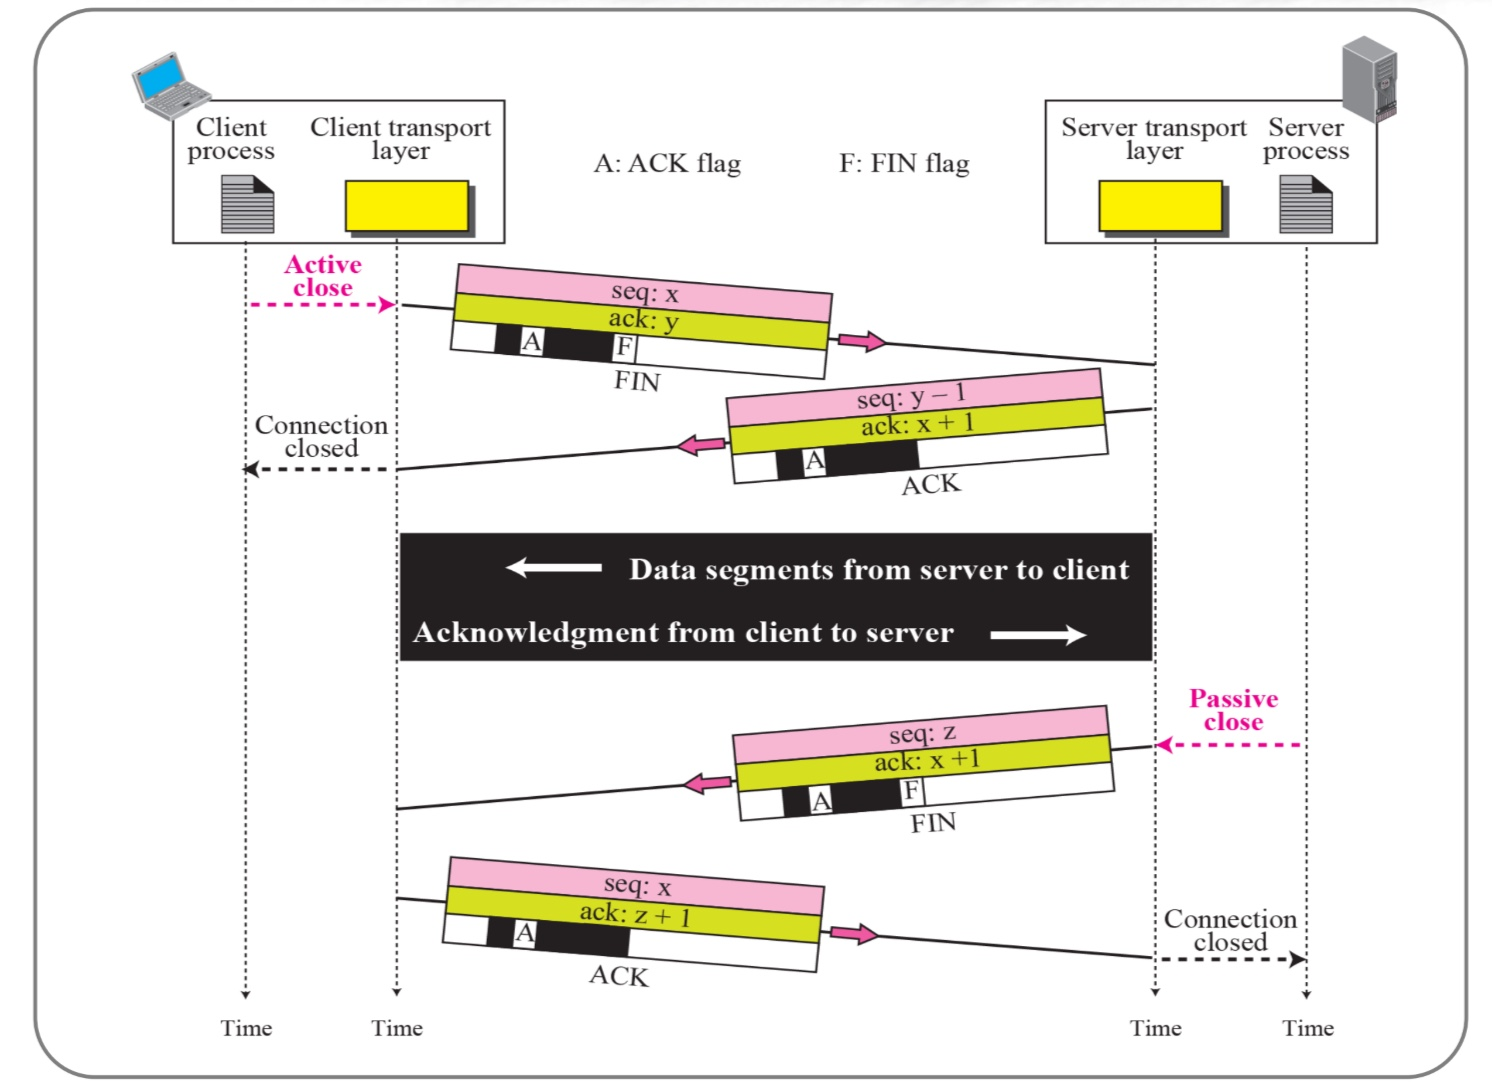 Client
process
Client transport
layer
A: ACK flag
F: FIN flag
Server transport
layer
Server
process
Active
close
seq: x
ack: y
A
F
FIN
seq: y – 1
ack: x + 1
A
ACK
Connection
closed
Data segments from server to client
Acknowledgment from client to server
Passive
close
seq: z
ack: x +1
A
F
FIN
seq: x
ack: z + 1
A
ACK
Connection
closed
Time
Time
Time
Time